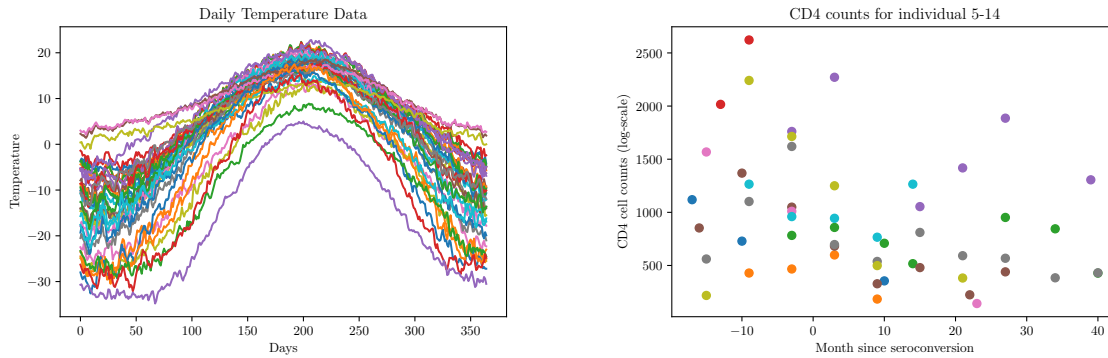 Daily Temperature Data
20
10
0
−10
−20
−30
Temperature
0 50 100 150 200 250 300 350
Days
CD4 counts for individual 5-14
2500
2000
1500
1000
500
CD4 cell counts (log-scale)
−10 0 10 20 30 40
Month since seroconversion